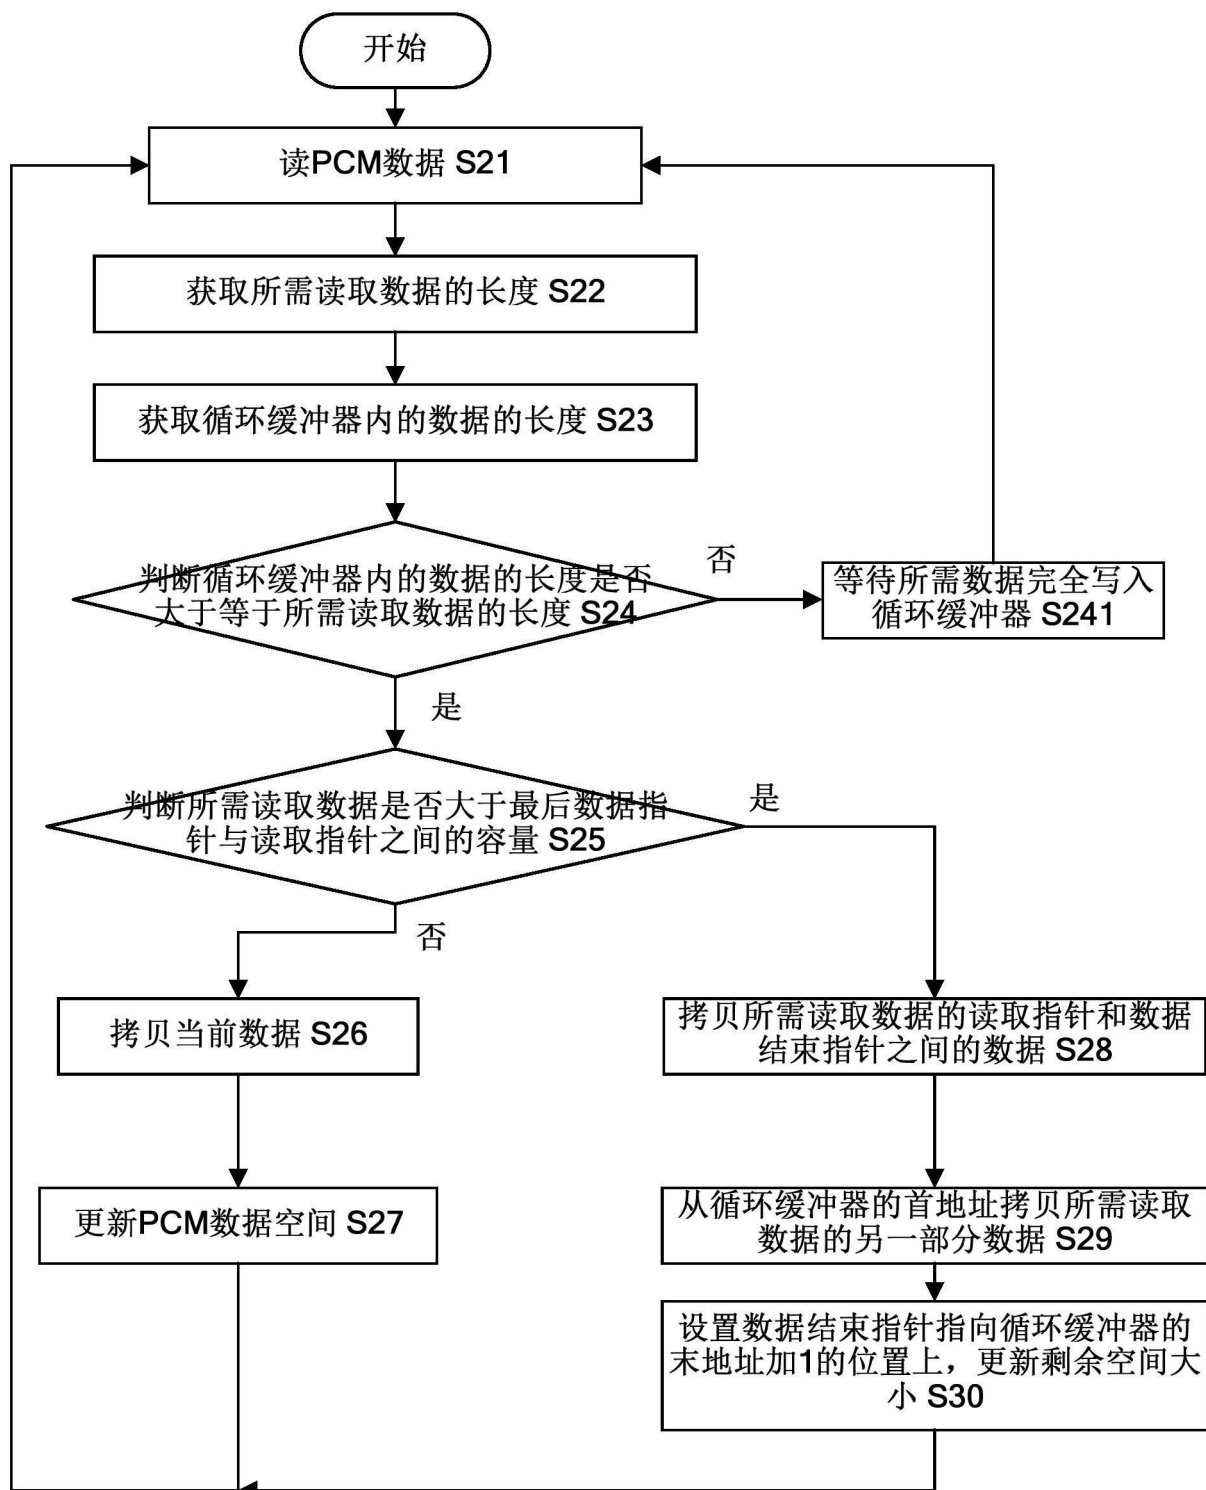 开始
读PCM数据 S21
获取所需读取数据的长度 S22
获取循环缓冲器内的数据的长度 S23
判断循环缓冲器内的数据的长度是否
大于等于所需读取数据的长度 S24
否
等待所需数据完全写入
循环缓冲器 S241
是
判断所需读取数据是否大于最后数据指
针与读取指针之间的容量 S25
是
否
拷贝当前数据 S26
拷贝所需读取数据的读取指针和数据
结束指针之间的数据 S28
更新PCM数据空间 S27
从循环缓冲器的首地址拷贝所需读取
数据的另一部分数据 S29
设置数据结束指针指向循环缓冲器的
末地址加1的位置上，更新剩余空间大
小 S30